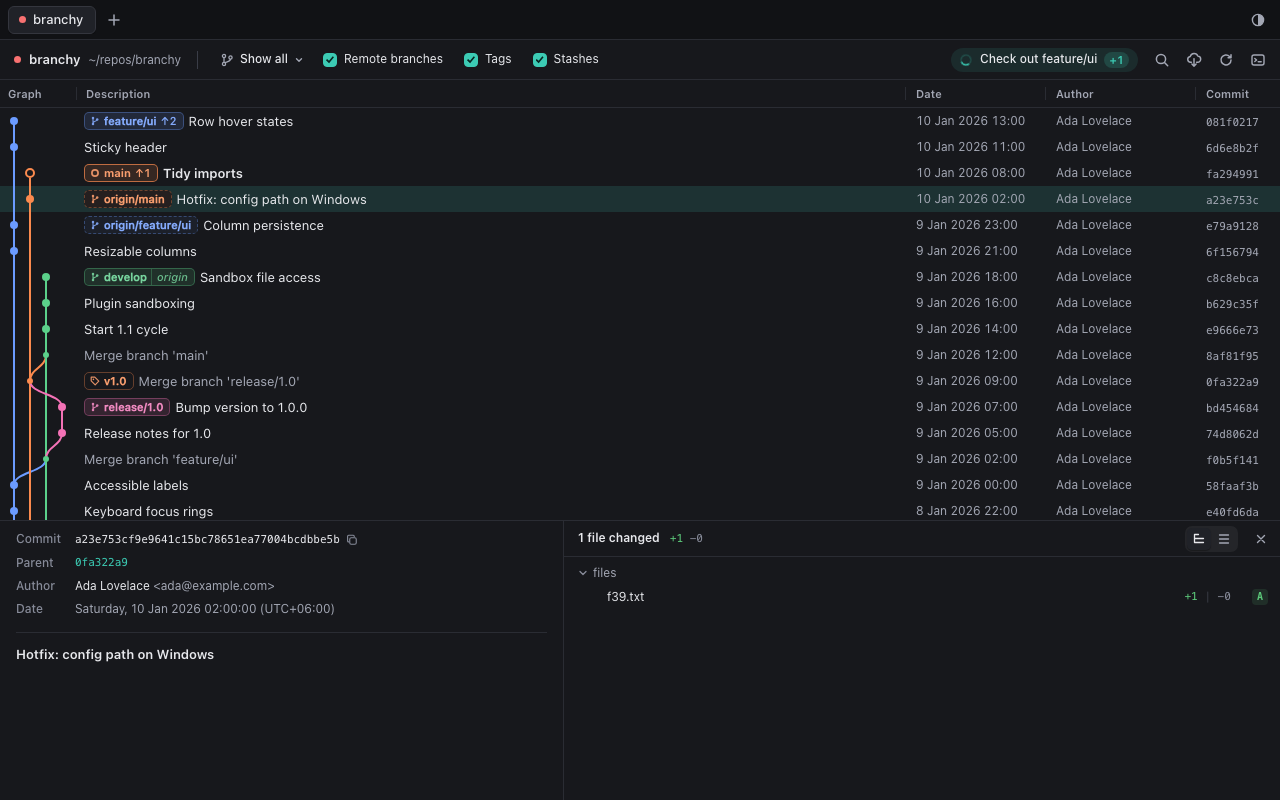 branchy
branchy ~/repos/branchy Show all Remote branches Tags Stashes Check out feature/ui +1
Graph Description Date Author Commit
feature/ui ↑2 Row hover states 10 Jan 2026 13:00 Ada Lovelace 081f0217
Sticky header 10 Jan 2026 11:00 Ada Lovelace 6d6e8b2f
main ↑1 Tidy imports 10 Jan 2026 08:00 Ada Lovelace fa294991
origin/main Hotfix: config path on Windows 10 Jan 2026 02:00 Ada Lovelace a23e753c
origin/feature/ui Column persistence 9 Jan 2026 23:00 Ada Lovelace e79a9128
Resizable columns 9 Jan 2026 21:00 Ada Lovelace 6f156794
develop origin Sandbox file access 9 Jan 2026 18:00 Ada Lovelace c8c8ebca
Plugin sandboxing 9 Jan 2026 16:00 Ada Lovelace b629c35f
Start 1.1 cycle 9 Jan 2026 14:00 Ada Lovelace e9666e73
Merge branch 'main' 9 Jan 2026 12:00 Ada Lovelace 8af81f95
v1.0 Merge branch 'release/1.0' 9 Jan 2026 09:00 Ada Lovelace 0fa322a9
release/1.0 Bump version to 1.0.0 9 Jan 2026 07:00 Ada Lovelace bd454684
Release notes for 1.0 9 Jan 2026 05:00 Ada Lovelace 74d8062d
Merge branch 'feature/ui' 9 Jan 2026 02:00 Ada Lovelace f0b5f141
Accessible labels 9 Jan 2026 00:00 Ada Lovelace 58faaf3b
Keyboard focus rings 8 Jan 2026 22:00 Ada Lovelace e40fd6da
Commit a23e753cf9e9641c15bc78651ea77004bcdbbe5b
Parent 0fa322a9
Author Ada Lovelace <ada@example.com>
Date Saturday, 10 Jan 2026 02:00:00 (UTC+06:00)
Hotfix: config path on Windows
1 file changed +1 −0
files
f39.txt +1 | −0 A